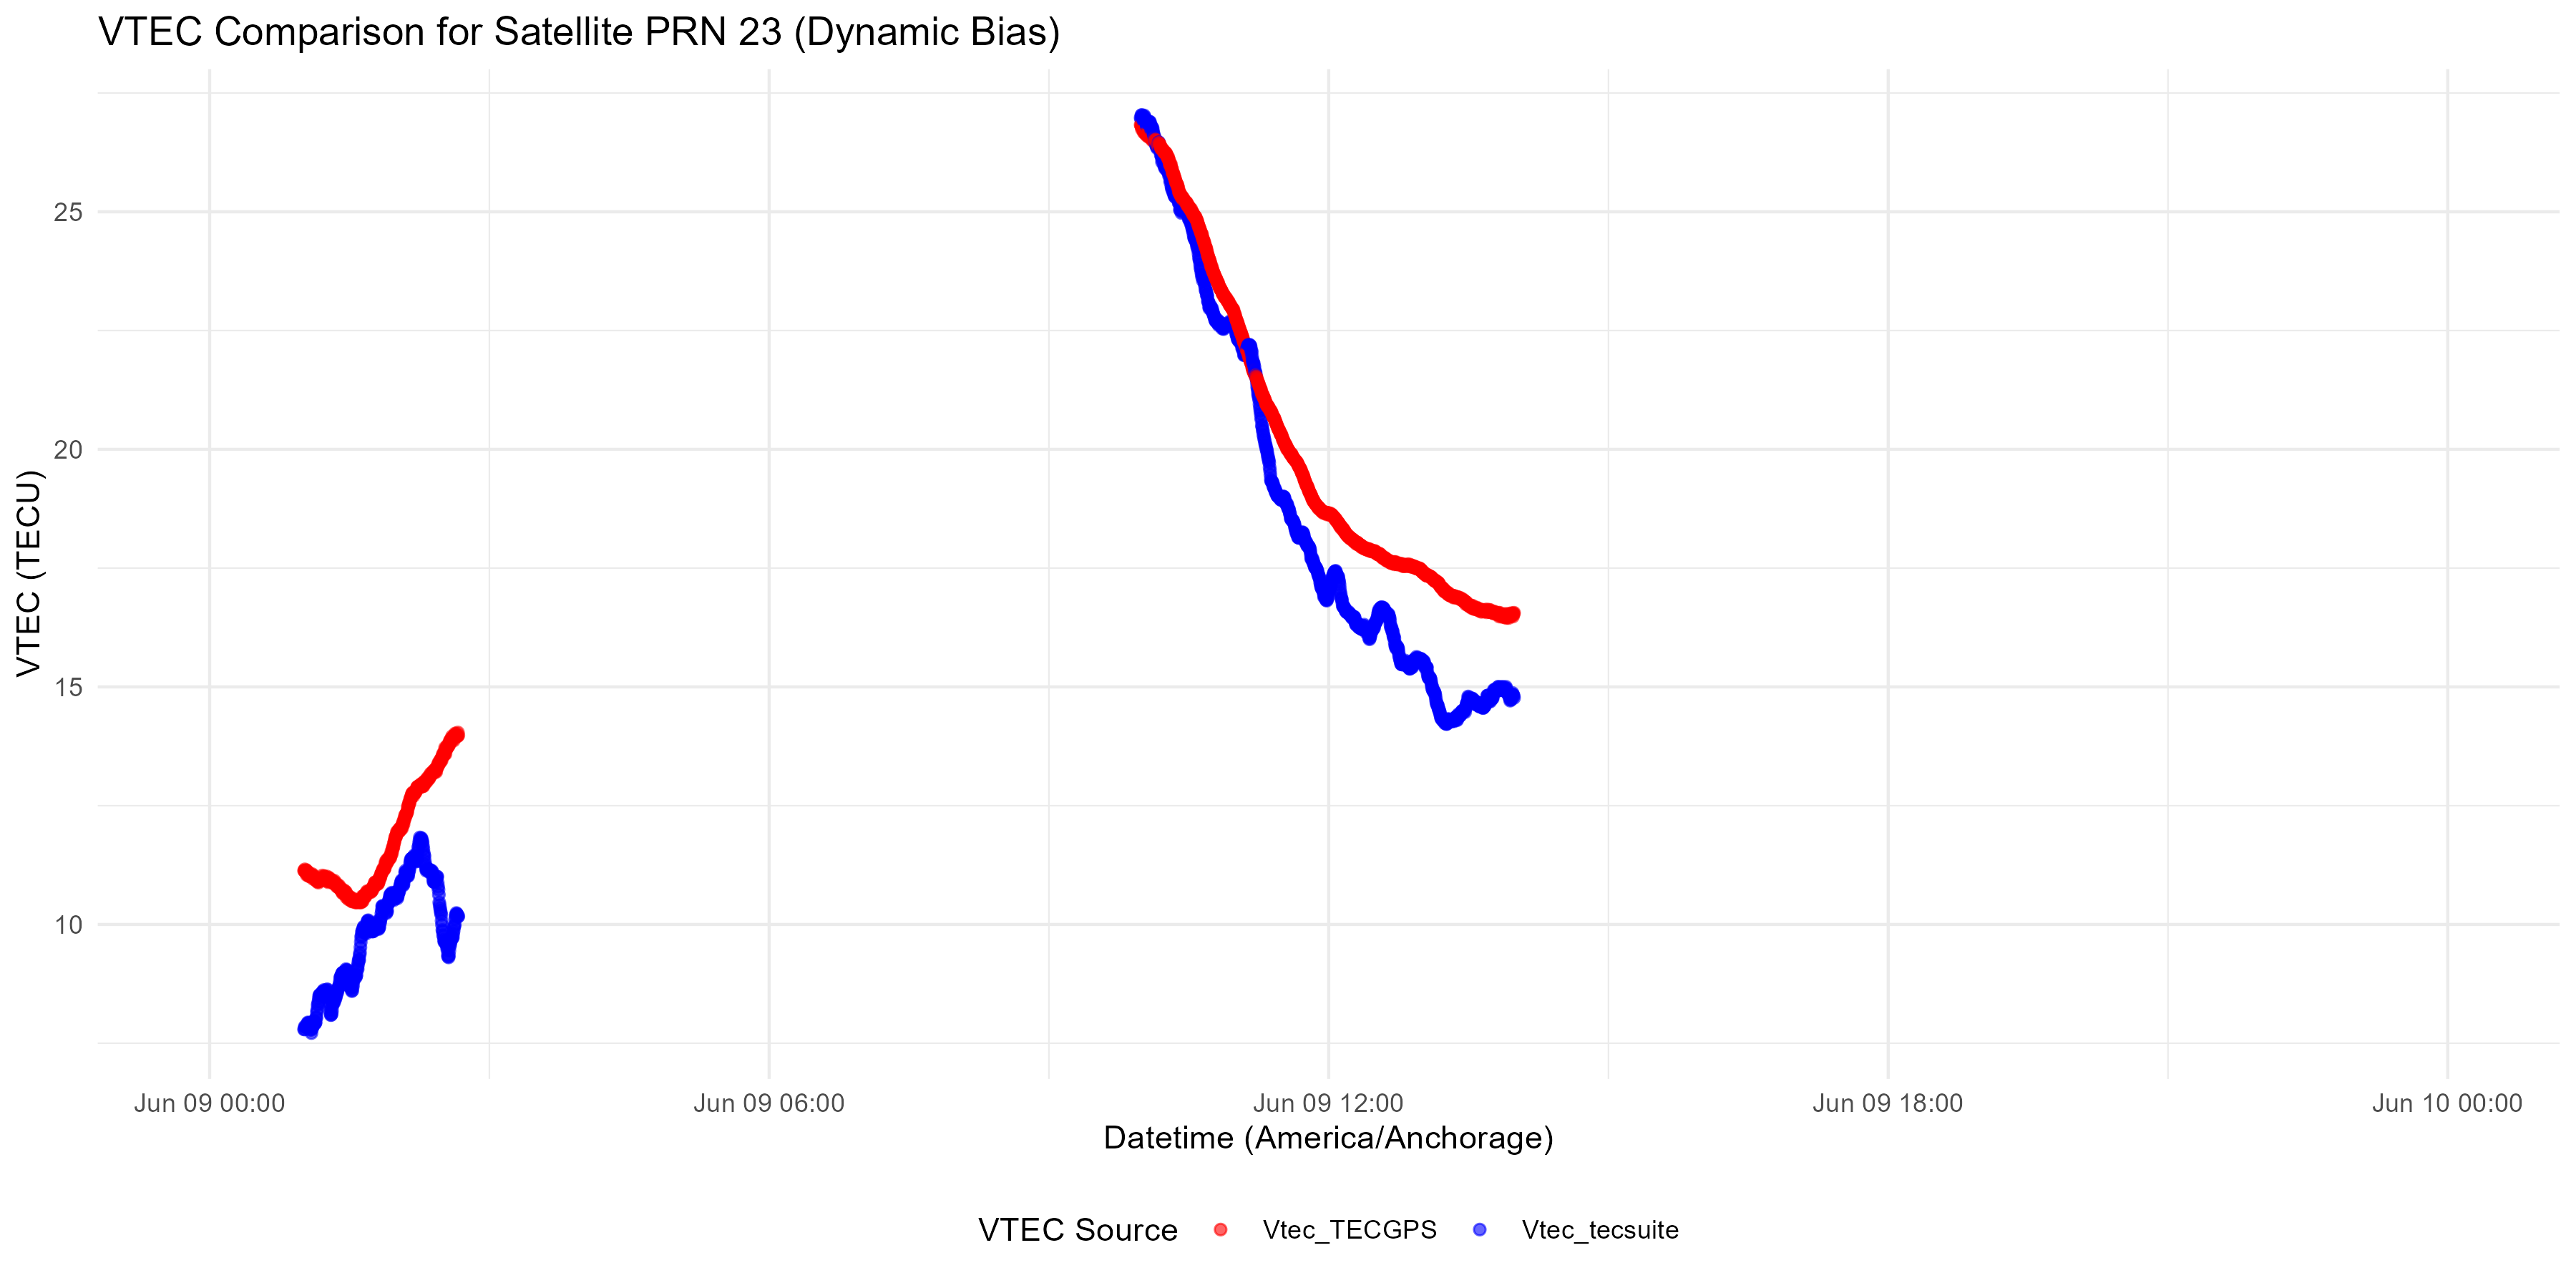 VTEC Comparison for Satellite PRN 23 (Dynamic Bias)
VTEC (TECU)
25
20
15
10
Jun 09 00:00 Jun 09 06:00 Jun 09 12:00 Jun 09 18:00 Jun 10 00:00
Datetime (America/Anchorage)
VTEC Source Vtec_TECGPS Vtec_tecsuite